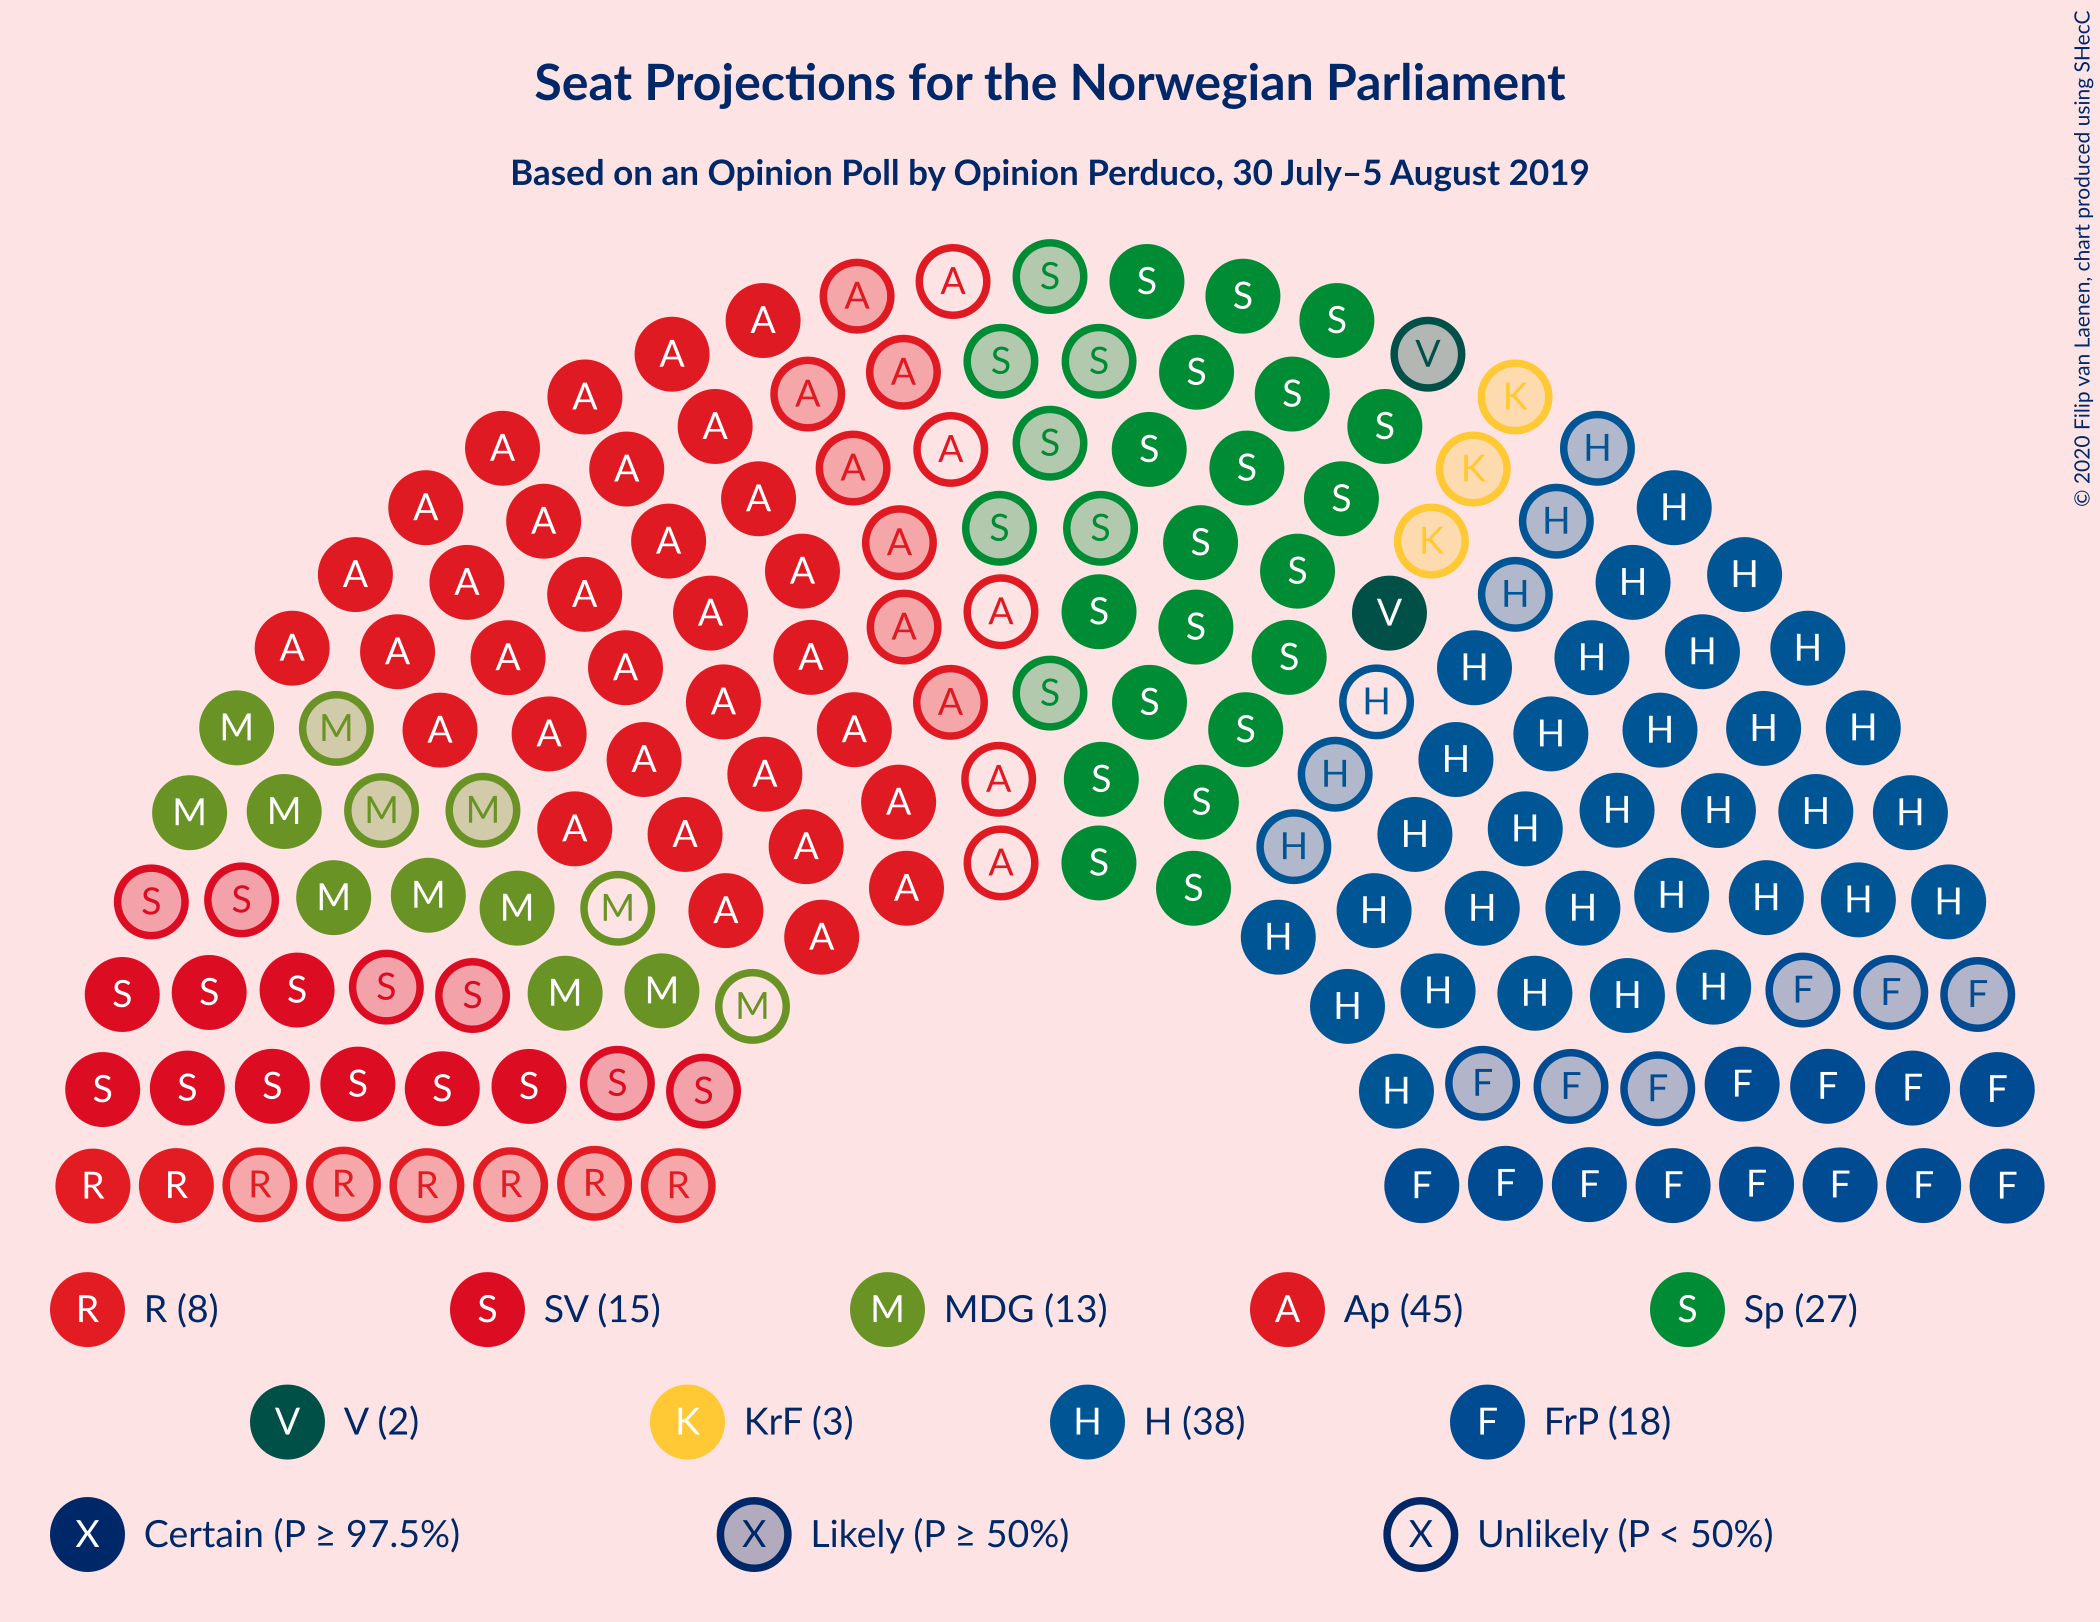 Seat Projections for the Norwegian Parliament
Based on an Opinion Poll by Opinion Perduco, 30 July–5 August 2019
© 2020 Filip van Laenen, chart produced using SHecC
A A S S S
A A S
A A S S S V
A A S S K
A A A S S S H
A A A S S K H
A A A A S S S H H
A A A A S S K H H
A A A A S S S V H H
A A A A S S H H H
M M A A A A A S S S H H H H H
M M M M A A A A A S S H H H H H H H H
S S M M M M A A A A S S H H H H H H H H
S S S S S M M M H H H H H F F F
S S S S S S S S H F F F F F F F
R R R R R R R R F F F F F F F F
R R (8) S SV (15) M MDG (13) A Ap (45) S Sp (27)
V V (2) K KrF (3) H H (38) F FrP (18)
X Certain (P ≥ 97.5%) X Likely (P ≥ 50%) X Unlikely (P < 50%)